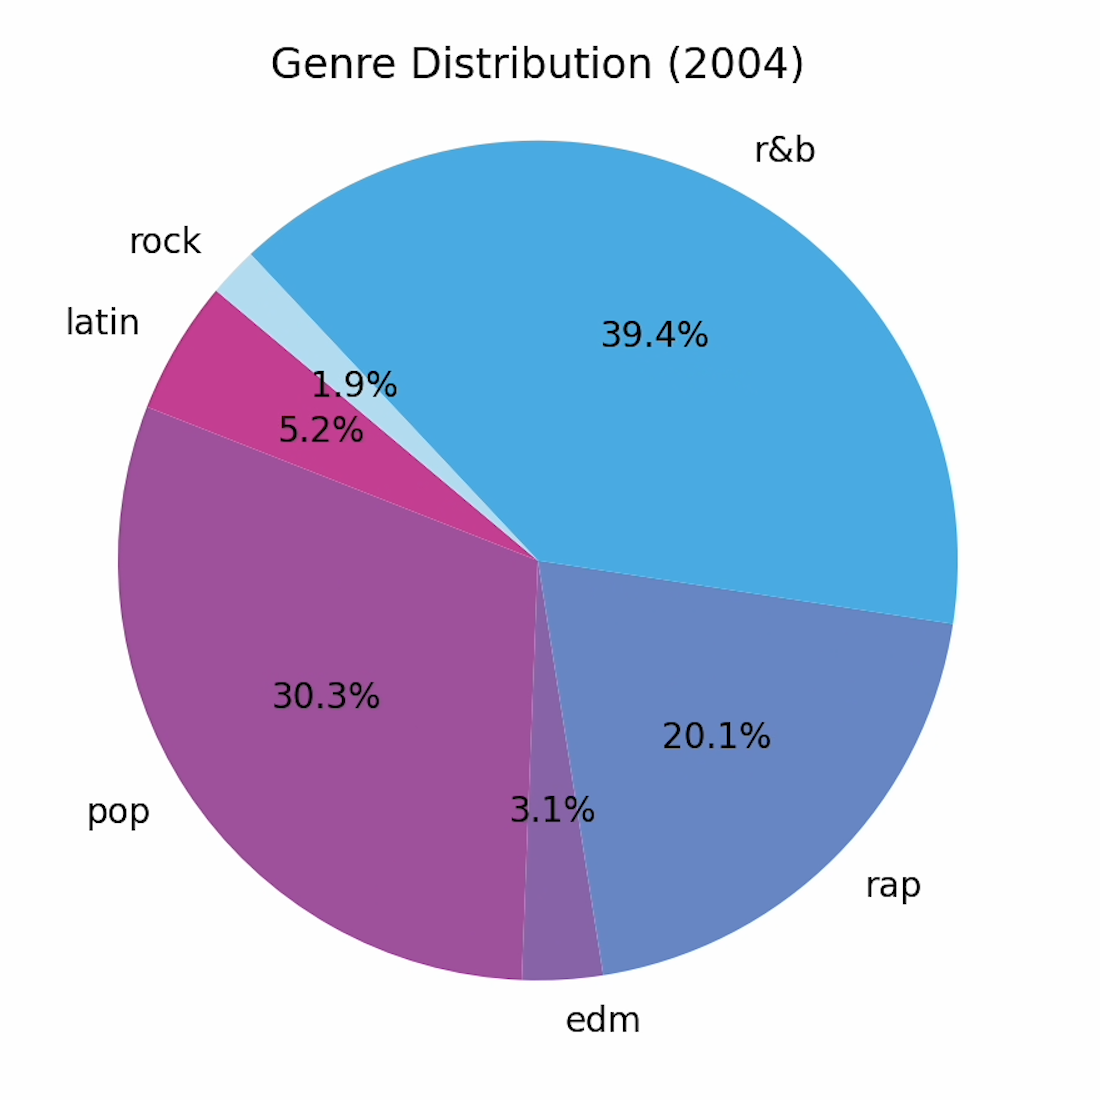 Genre Distribution (2004)
r&b
rock
latin
39.4%
1.9%
5.2%
30.3%
20.1%
3.1%
pop
rap
edm